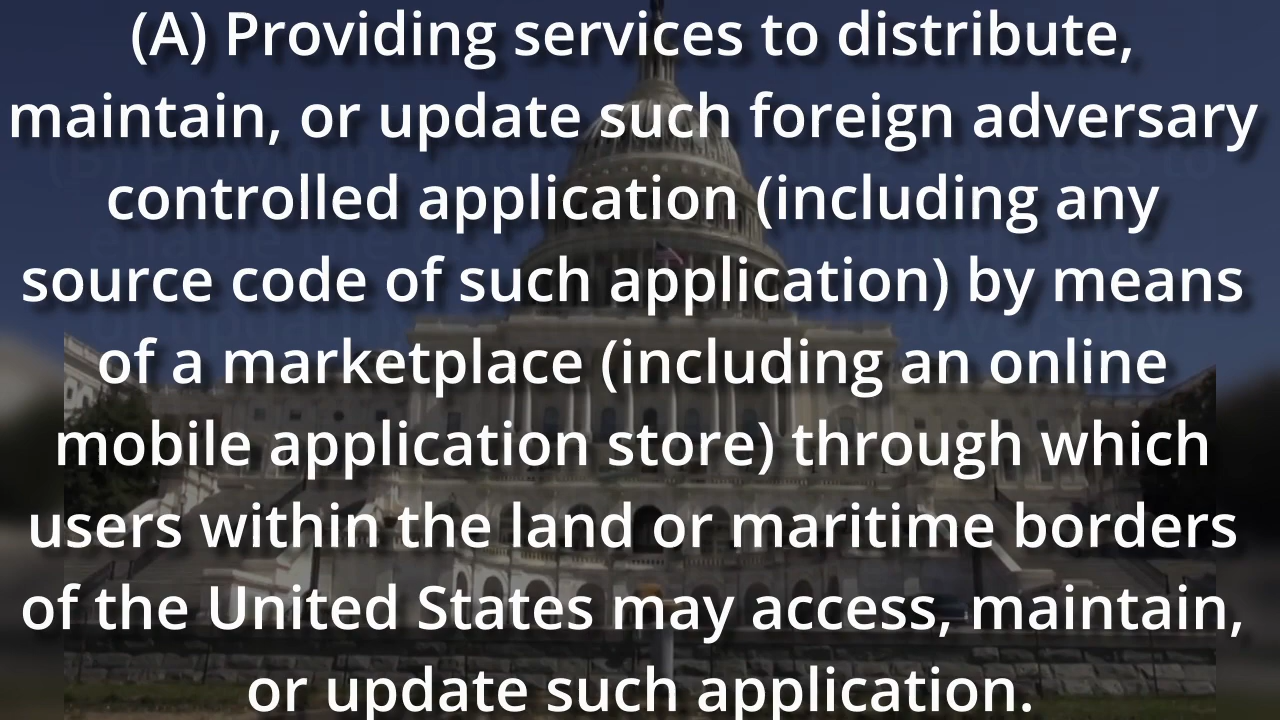 (A) Providing services to distribute,
maintain, or update such foreign adversary
controlled application (including any
source code of such application) by means
of a marketplace (including an online
mobile application store) through which
users within the land or maritime borders
of the United States may access, maintain,
or update such application.